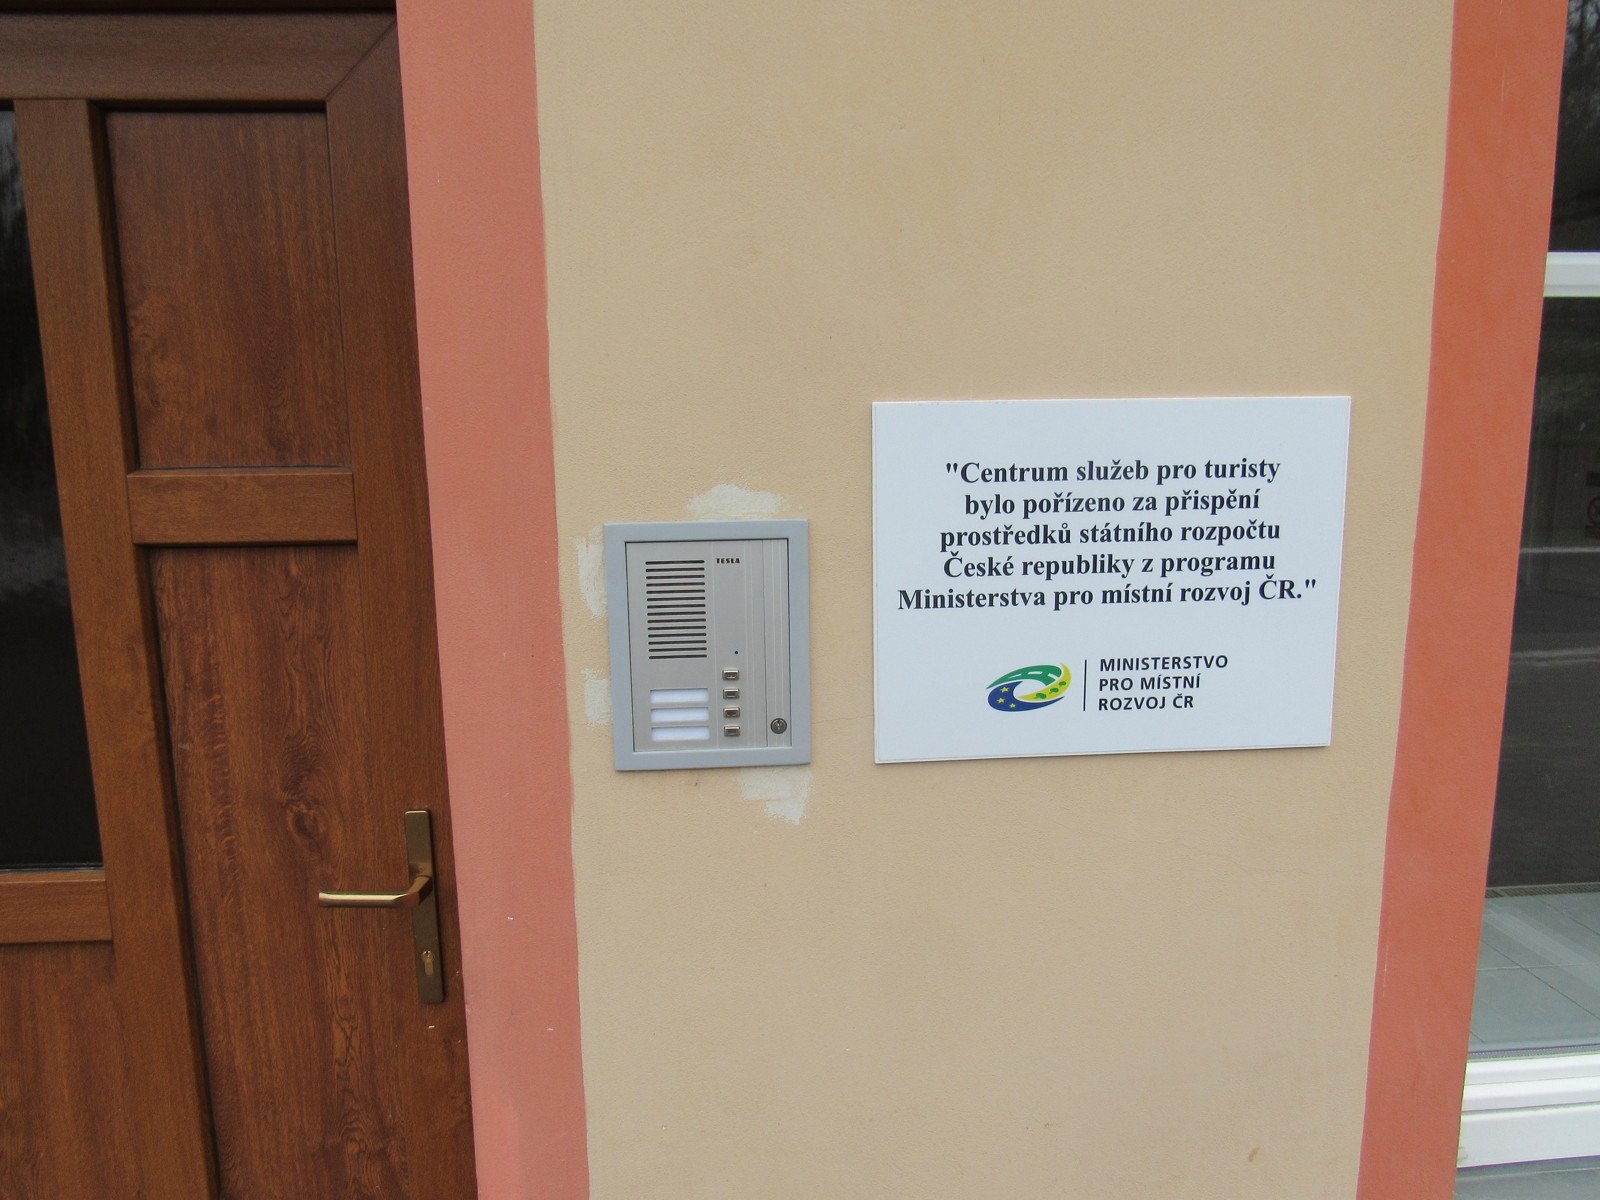 TESLA
"Centrum služeb pro turisty
bylo pořízeno za přispění
prostředků státního rozpočtu
České republiky z programu
Ministerstva pro místní rozvoj ČR."
MINISTERSTVO
PRO MÍSTNÍ
ROZVOJ ČR